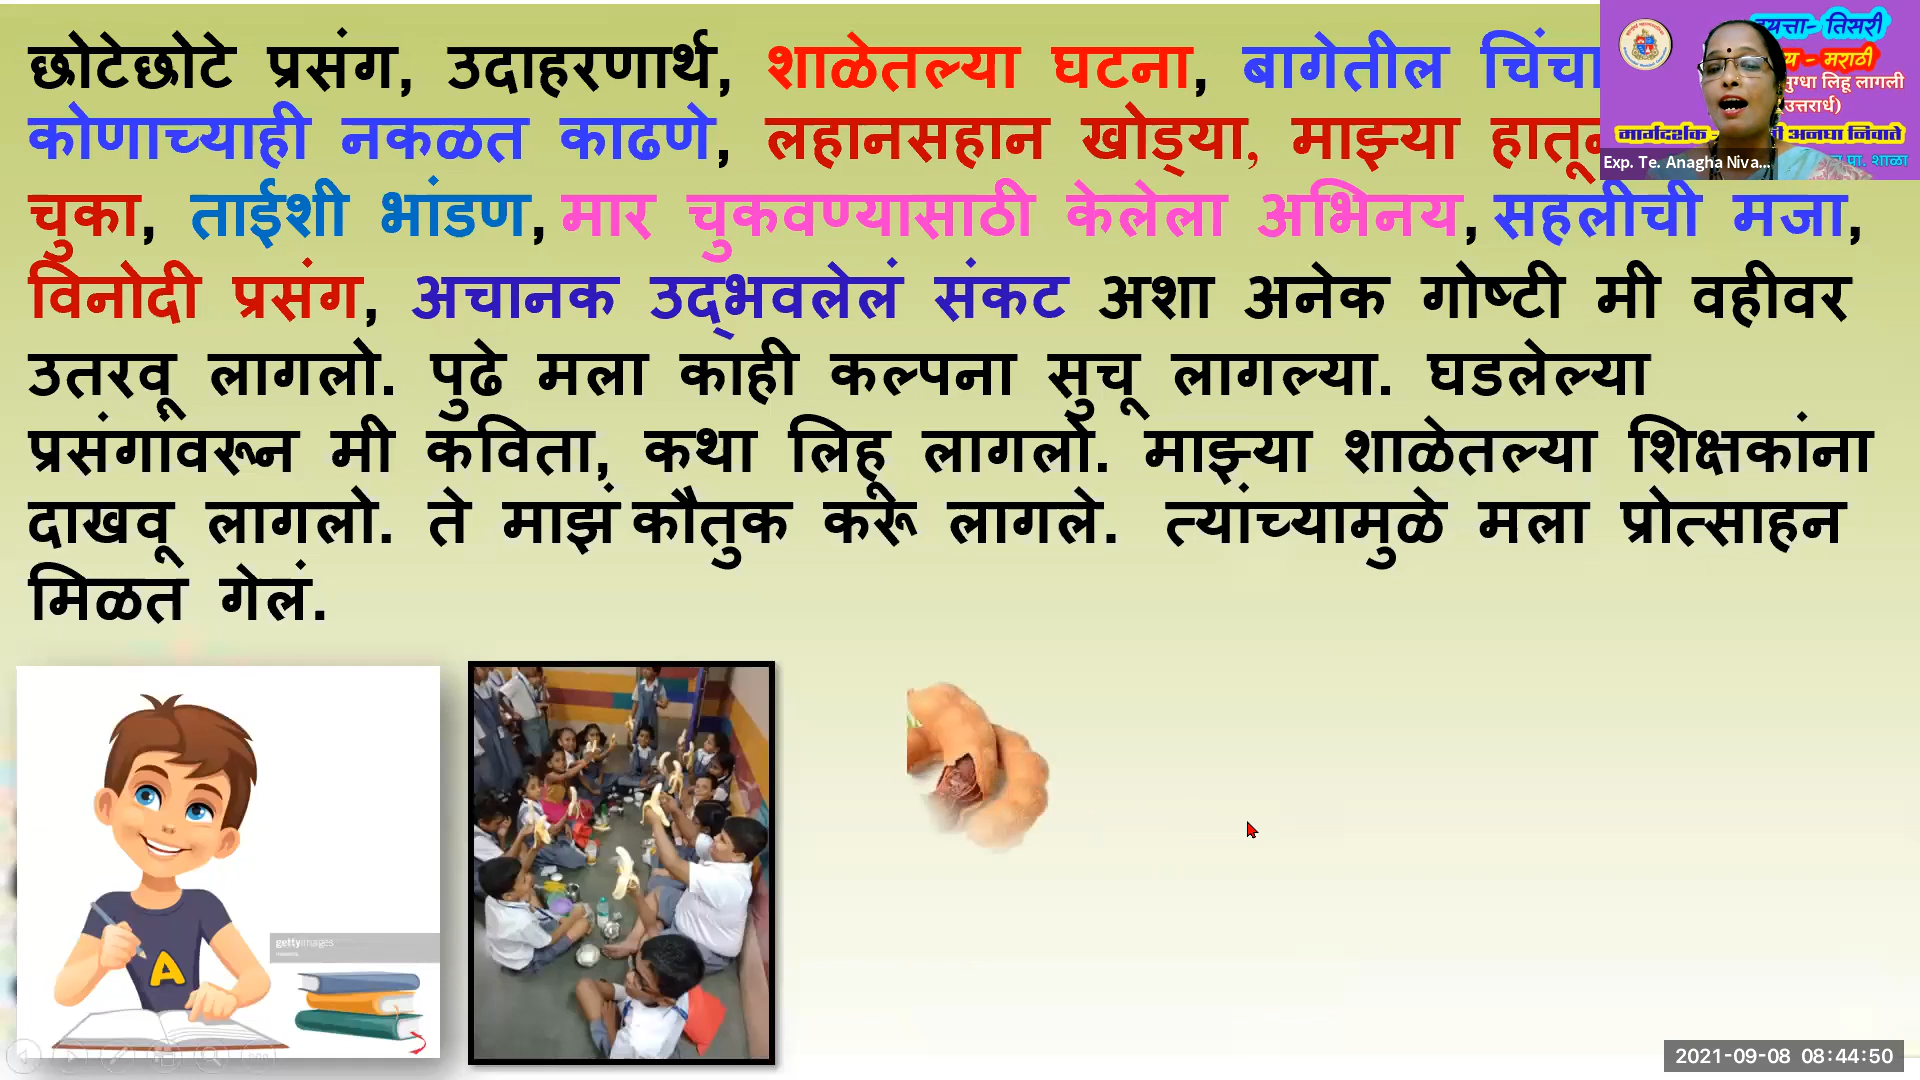 छोटेछोटे प्रसंग, उदाहरणार्थ, शाळेतल्या घटना, बागेतील
कोणाच्याही नकळत काढणे, लहानसहान खोड्या, माझ्या
चुका, ताईशी भांडण, मार चुकवण्यासाठी केलेला अभिनय, सहलीची मजा,
विनोदी प्रसंग, अचानक उद्भवलेलं संकट अशा अनेक गोष्टी मी वहीवर
उतरवू लागलो. पुढे मला काही कल्पना सुचू लागल्या. घडलेल्या
प्रसंगांवरून मी कविता, कथा लिहू लागलो. माझ्या शाळेतल्या शिक्षकांना
दाखवू लागलो. ते माझं कौतुक करू लागले. त्यांच्यामुळे मला प्रोत्साहन
मिळत गेलं.
इयत्ता- तिसरी
- मराठी
लिहू लागली
उत्तरार्ध)
मार्गदर्शक - अनघा निवाते
पा. शाळा
Exp. Te. Anagha Niva...
A
gettyimages
2021-09-08 08:44:50